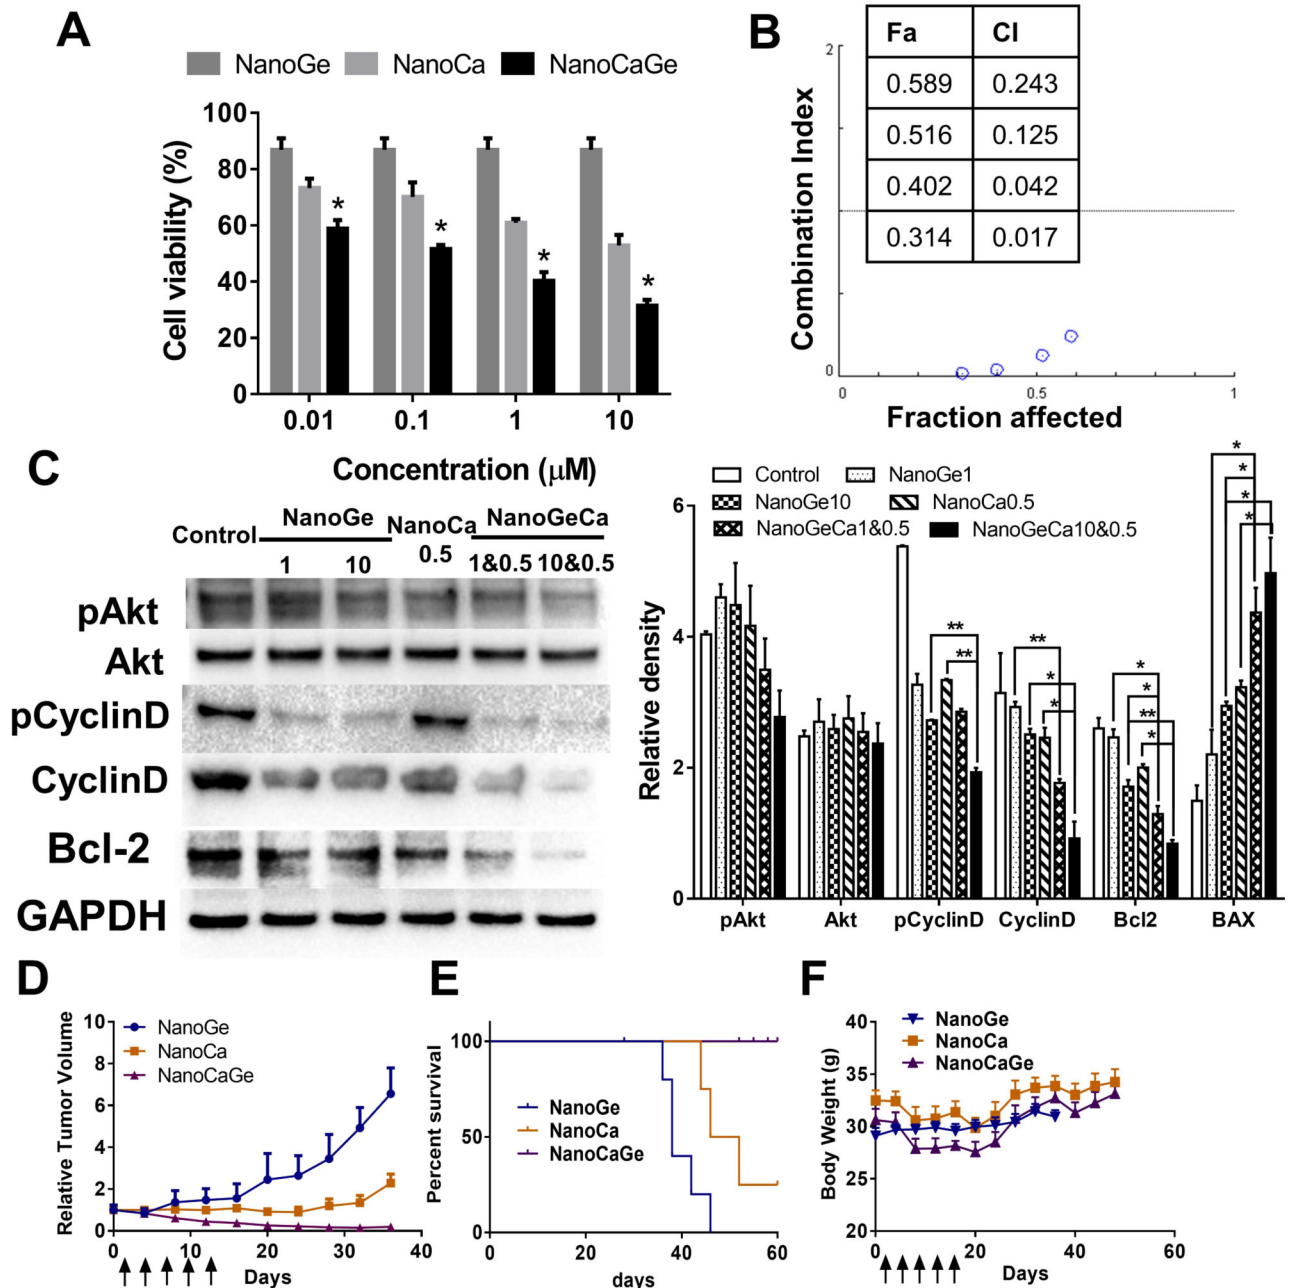 A
NanoGe NanoCa NanoCaGe
Cell viability (%)
100
80
60
40
20
0
* * * *
0.01 0.1 1 10
Concentration (μM)
B
Combination Index
2
0
Fa CI
0.589 0.243
0.516 0.125
0.402 0.042
0.314 0.017
0 0.5 1
Fraction affected
C
Control NanoGe NanoCa NanoGeCa
1 10 0.5 1&0.5 10&0.5
pAkt
Akt
pCyclinD
CyclinD
Bcl-2
GAPDH
Control NanoGe1
NanoGe10 NanoCa0.5
NanoGeCa1&0.5 NanoGeCa10&0.5
Relative density
6
4
2
0
** ** ** * * * * ** * * * * *
pAkt Akt pCyclinD CyclinD Bcl2 BAX
D
Relative Tumor Volume
10
8
6
4
2
0
NanoGe
NanoCa
NanoCaGe
0 10 20 30 40
Days
E
Percent survival
100
50
0
NanoGe
NanoCa
NanoCaGe
0 20 40 60
days
F
Body Weight (g)
40
35
30
25
20
NanoGe
NanoCa
NanoCaGe
0 20 40 60
Days